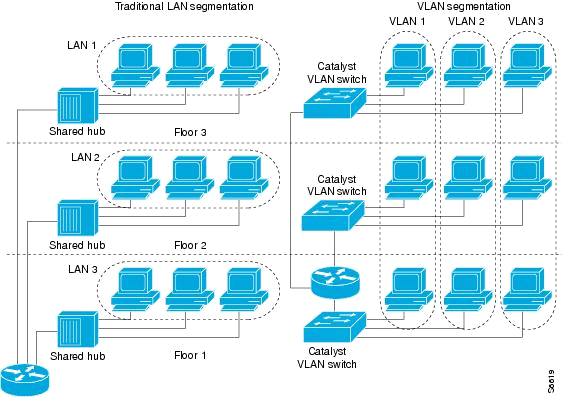 Traditional LAN segmentation
VLAN segmentation
VLAN 1
VLAN 2
VLAN 3
LAN 1
Catalyst
VLAN switch
Shared hub
Floor 3
LAN 2
Catalyst
VLAN switch
Shared hub
Floor 2
LAN 3
Shared hub
Floor 1
Catalyst
VLAN switch
S6619